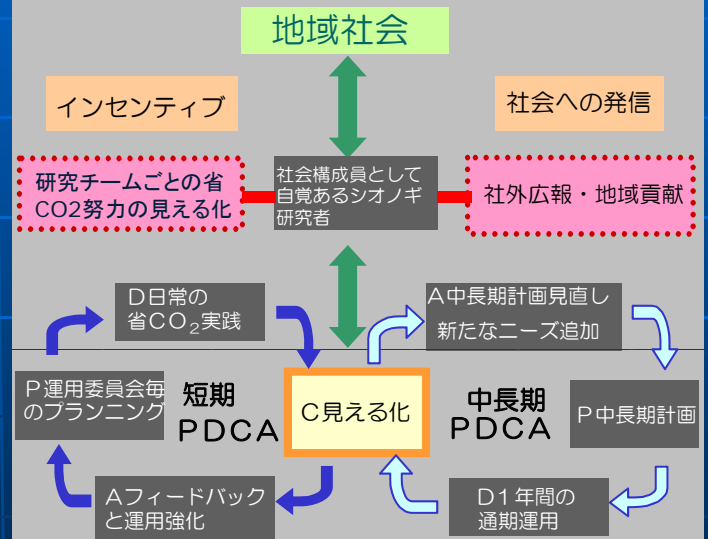 地域社会
インセンティブ
社会への発信
研究チームごとの省
CO2努力の見える化
社会構成員として
自覚あるシオノギ
研究者
社外広報・地域貢献
D日常の
省CO₂実践
A中長期計画見直し
新たなニーズ追加
P運用委員会毎
のプランニング
短期
PDCA
C見える化
中長期
PDCA
P中長期計画
Aフィードバック
と運用強化
D1年間の
通期運用